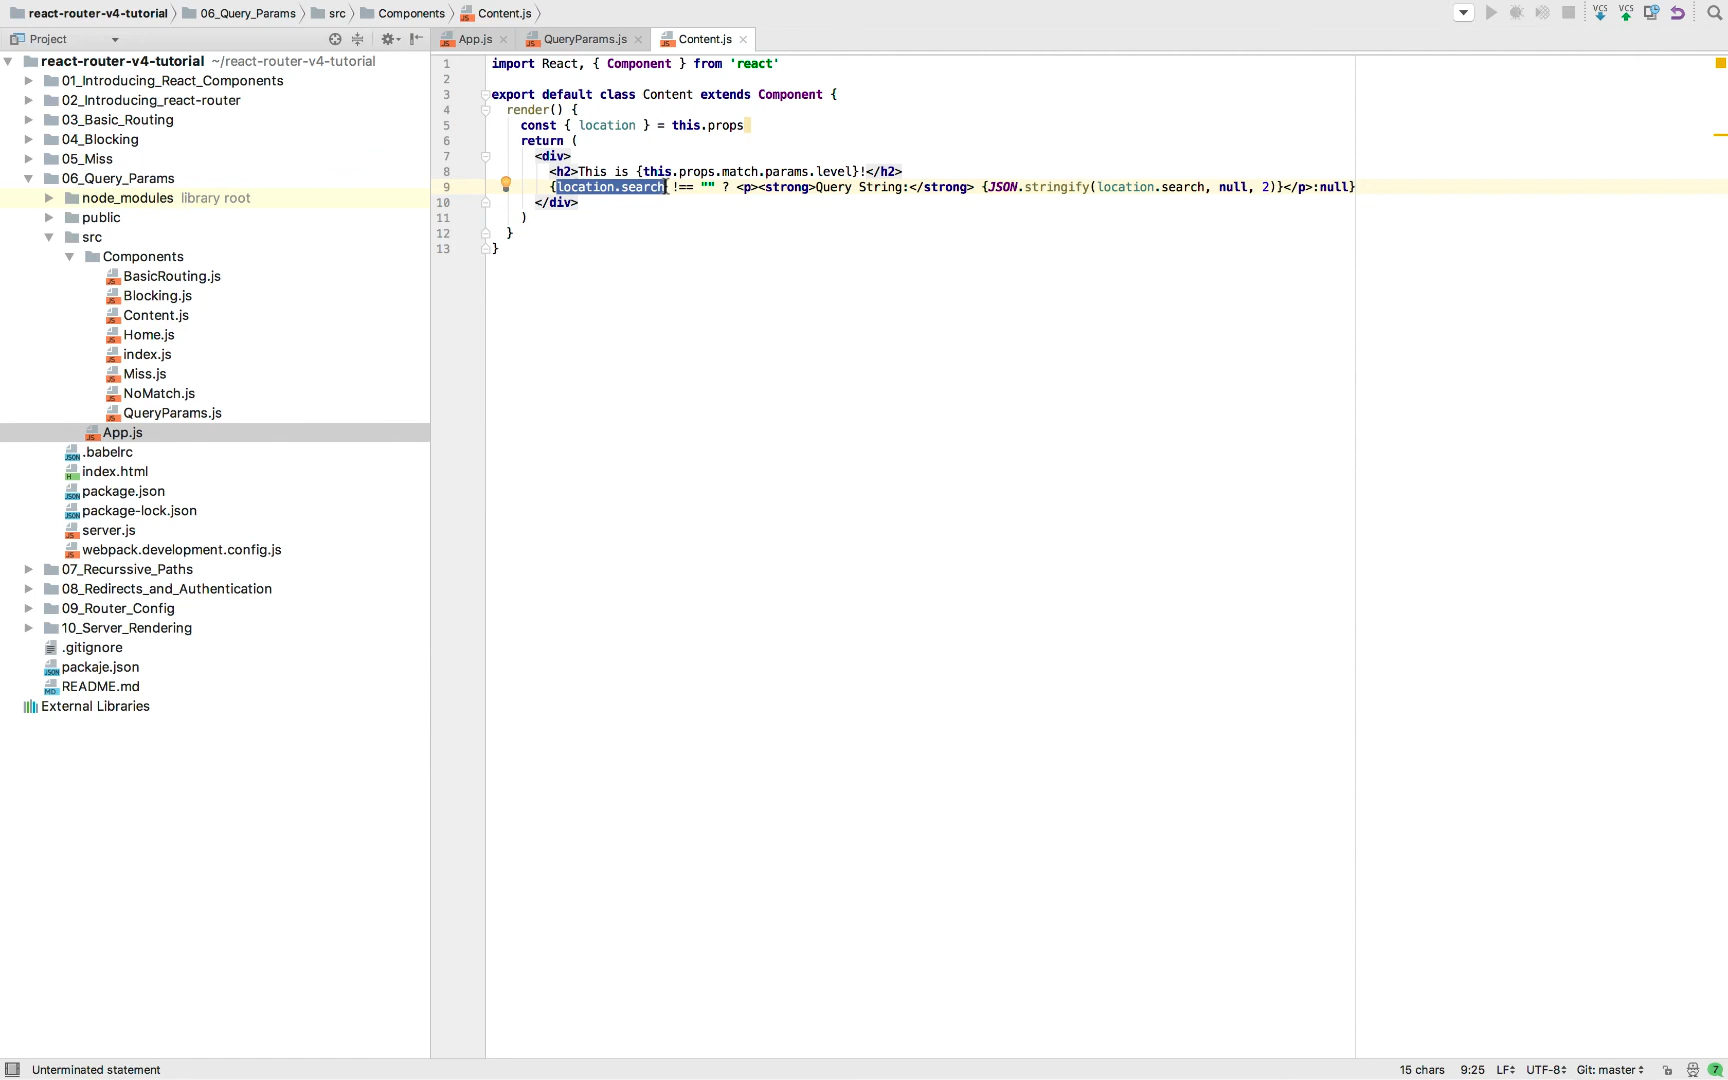 react-router-v4-tutorial 06_Query_Params src Components Content.js
Project
App.js QueryParams.js Content.js
react-router-v4-tutorial ~/react-router-v4-tutorial
01_Introducing_React_Components
02_Introducing_react-router
03_Basic_Routing
04_Blocking
05_Miss
06_Query_Params
node_modules library root
public
src
Components
BasicRouting.js
Blocking.js
Content.js
Home.js
index.js
Miss.js
NoMatch.js
QueryParams.js
App.js
.babelrc
index.html
package.json
package-lock.json
server.js
webpack.development.config.js
07_Recurssive_Paths
08_Redirects_and_Authentication
09_Router_Config
10_Server_Rendering
.gitignore
packaje.json
README.md
External Libraries
1 import React, { Component } from 'react'
2
3 export default class Content extends Component {
4 render() {
5 const { location } = this.props
6 return (
7 <div>
8 <h2>This is {this.props.match.params.level}!</h2>
9 {location.search !== "" ? <p><strong>Query String:</strong> {JSON.stringify(location.search, null, 2)}</p>:null}
10 </div>
11 )
12 }
13 }
VCS VCS
Unterminated statement 15 chars 9:25 LF UTF-8 Git: master 7